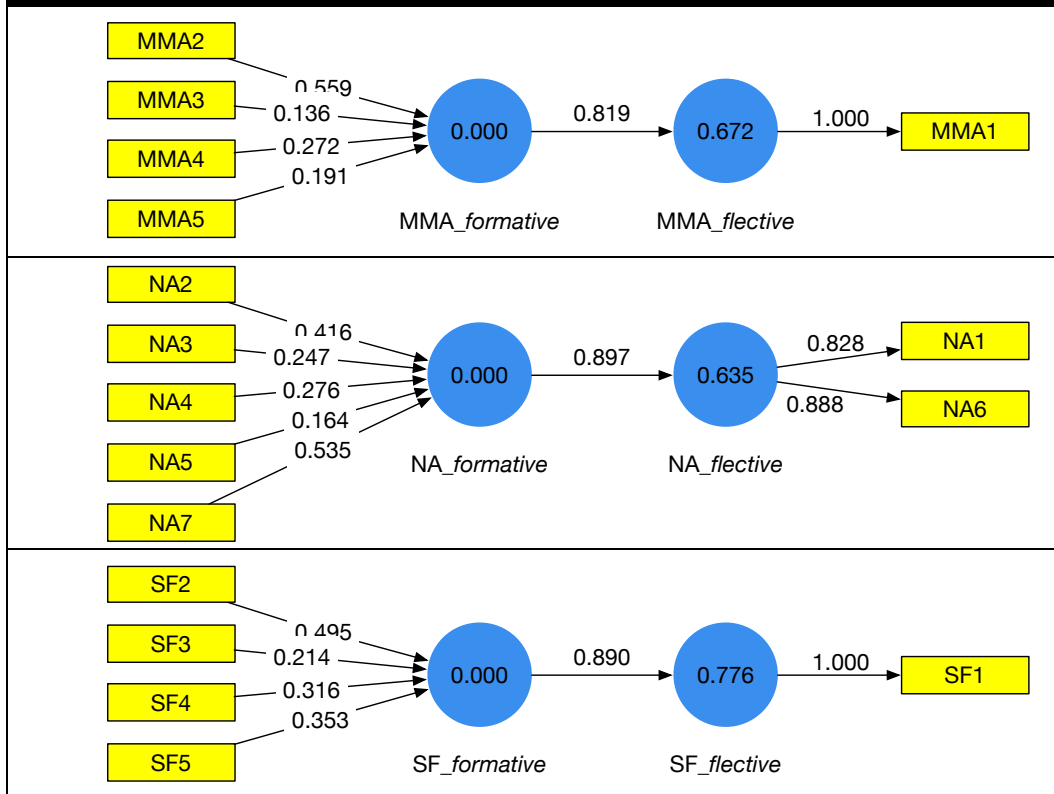 MMA2
0.559
MMA3
0.136
0.819
1.000
0.000
0.672
MMA1
MMA4
0.272
0.191
MMA5
MMA_formative
MMA_flective
NA2
0.416
NA3
0.247
0.828
NA1
0.897
0.000
0.635
NA4
0.276
0.888
NA6
0.164
NA5
0.535
NA_formative
NA_flective
NA7
SF2
0.495
SF3
0.214
0.890
1.000
0.000
0.776
SF1
SF4
0.316
0.353
SF5
SF_formative
SF_flective